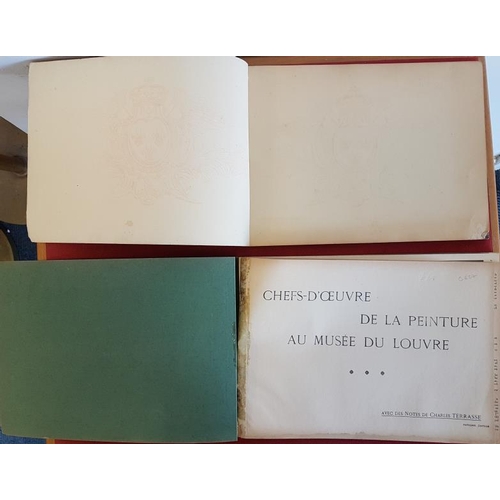 CHEFS-D'ŒUVRE
DE LA PEINTURE
AU MUSÉE DU LOUVRE
AVEC DES NOTES DE CHARLES TERRASSE